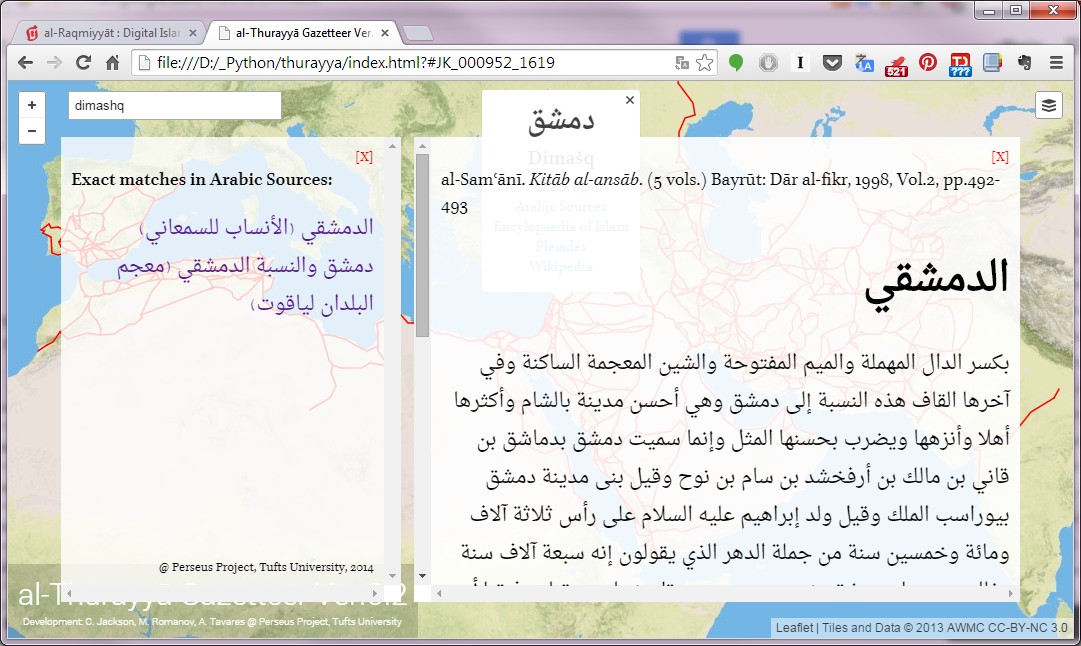 al-Raqmiyyāt : Digital Islar
al-Thurayyā Gazetteer Ver.
file:///D:/_Python/thurayya/index.html?#JK_000952_1619
521
???
+
−
dimashq
[X]
Exact matches in Arabic Sources:
الدمشقي (الأنساب للسمعاني)
دمشق والنسبة الدمشقي (معجم
البلدان لياقوت)
@ Perseus Project, Tufts University, 2014
دمشق
Dimašq
Arabic Sources
Encylopaedia of Islam
Pleiades
Wikipedia
[X]
al-Samʿānī. Kitāb al-ansāb. (5 vols.) Bayrūt: Dār al-fikr, 1998, Vol.2, pp.492-
493
الدمشقي
بكسر الدال المهملة والميم المفتوحة والشين المعجمة الساكنة وفي
آخرها القاف هذه النسبة إلى دمشق وهي أحسن مدينة بالشام وأكثرها
أهلا وأنزهها ويضرب بحسنها المثل وإنما سميت دمشق بدماشق بن
قاني بن مالك بن أرفخشد بن سام بن نوح وقيل بنى مدينة دمشق
بيوراسب الملك وقيل ولد إبراهيم عليه السلام على رأس ثلاثة آلاف
ومائة وخمسين سنة من جملة الدهر الذي يقولون إنه سبعة آلاف سنة
al-Thurayyā Gazetteer Ver. 0.2
Development: C. Jackson, M. Romanov, A. Tavares @ Perseus Project, Tufts University
Leaflet | Tiles and Data © 2013 AWMC CC-BY-NC 3.0